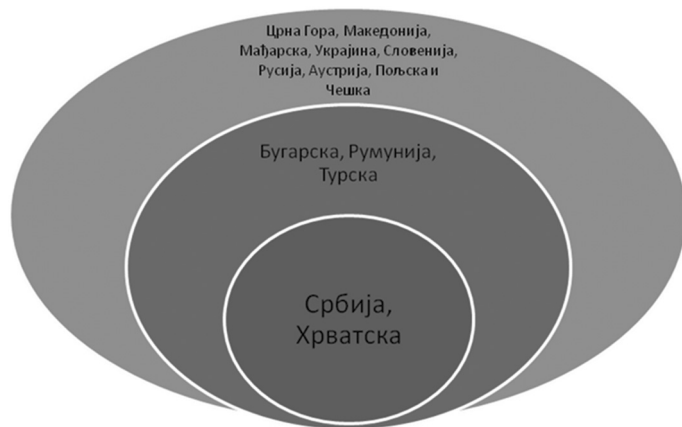 Црна Гора, Македонија,
Мађарска, Украјина, Словенија,
Русија, Аустрија, Пољска и
Чешка
Бугарска, Румунија,
Турска
Србија,
Хрватска